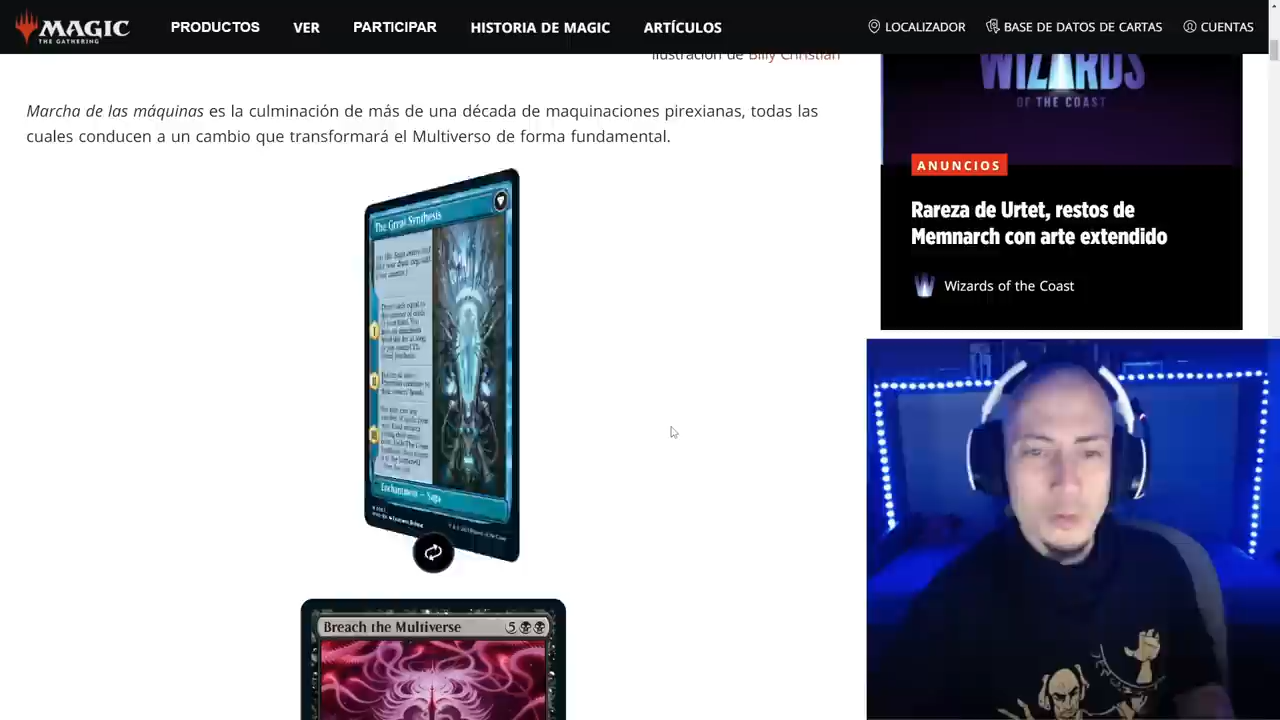 MAGIC
THE GATHERING
PRODUCTOS
VER
PARTICIPAR
HISTORIA DE MAGIC
ARTÍCULOS
LOCALIZADOR
BASE DE DATOS DE CARTAS
CUENTAS
Ilustración de Billy Christian
Marcha de las máquinas es la culminación de más de una década de maquinaciones pirexianas, todas las
cuales conducen a un cambio que transformará el Multiverso de forma fundamental.
The Great Synthesis
I
II
III
Enchantment — Saga
Breach the Multiverse
5
WIZARDS
OF THE COAST
ANUNCIOS
Rareza de Urtet, restos de
Memnarch con arte extendido
Wizards of the Coast